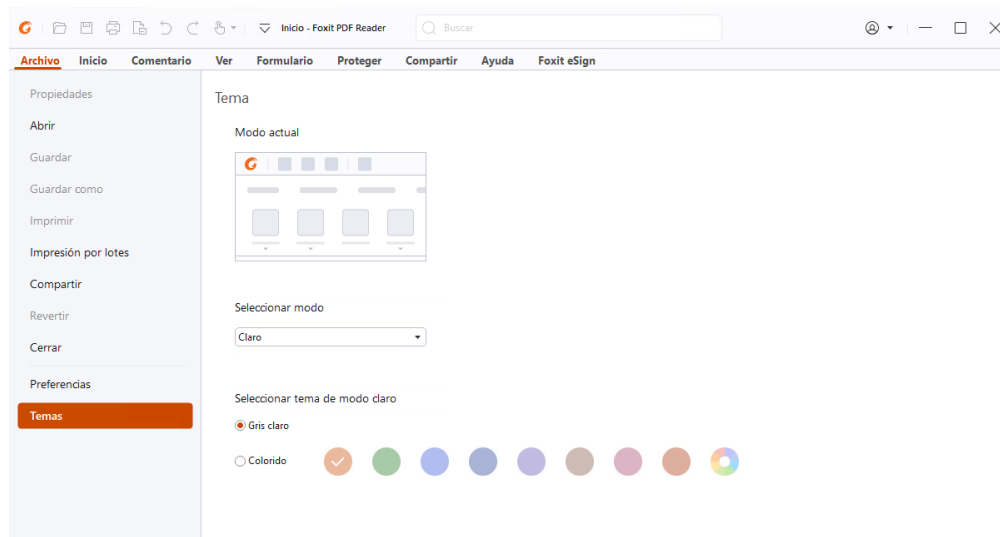 Inicio - Foxit PDF Reader
Buscar
Archivo Inicio Comentario Ver Formulario Proteger Compartir Ayuda Foxit eSign
Propiedades
Abrir
Guardar
Guardar como
Imprimir
Impresión por lotes
Compartir
Revertir
Cerrar
Preferencias
Temas
Tema
Modo actual
Seleccionar modo
Claro
Seleccionar tema de modo claro
Gris claro
Colorido